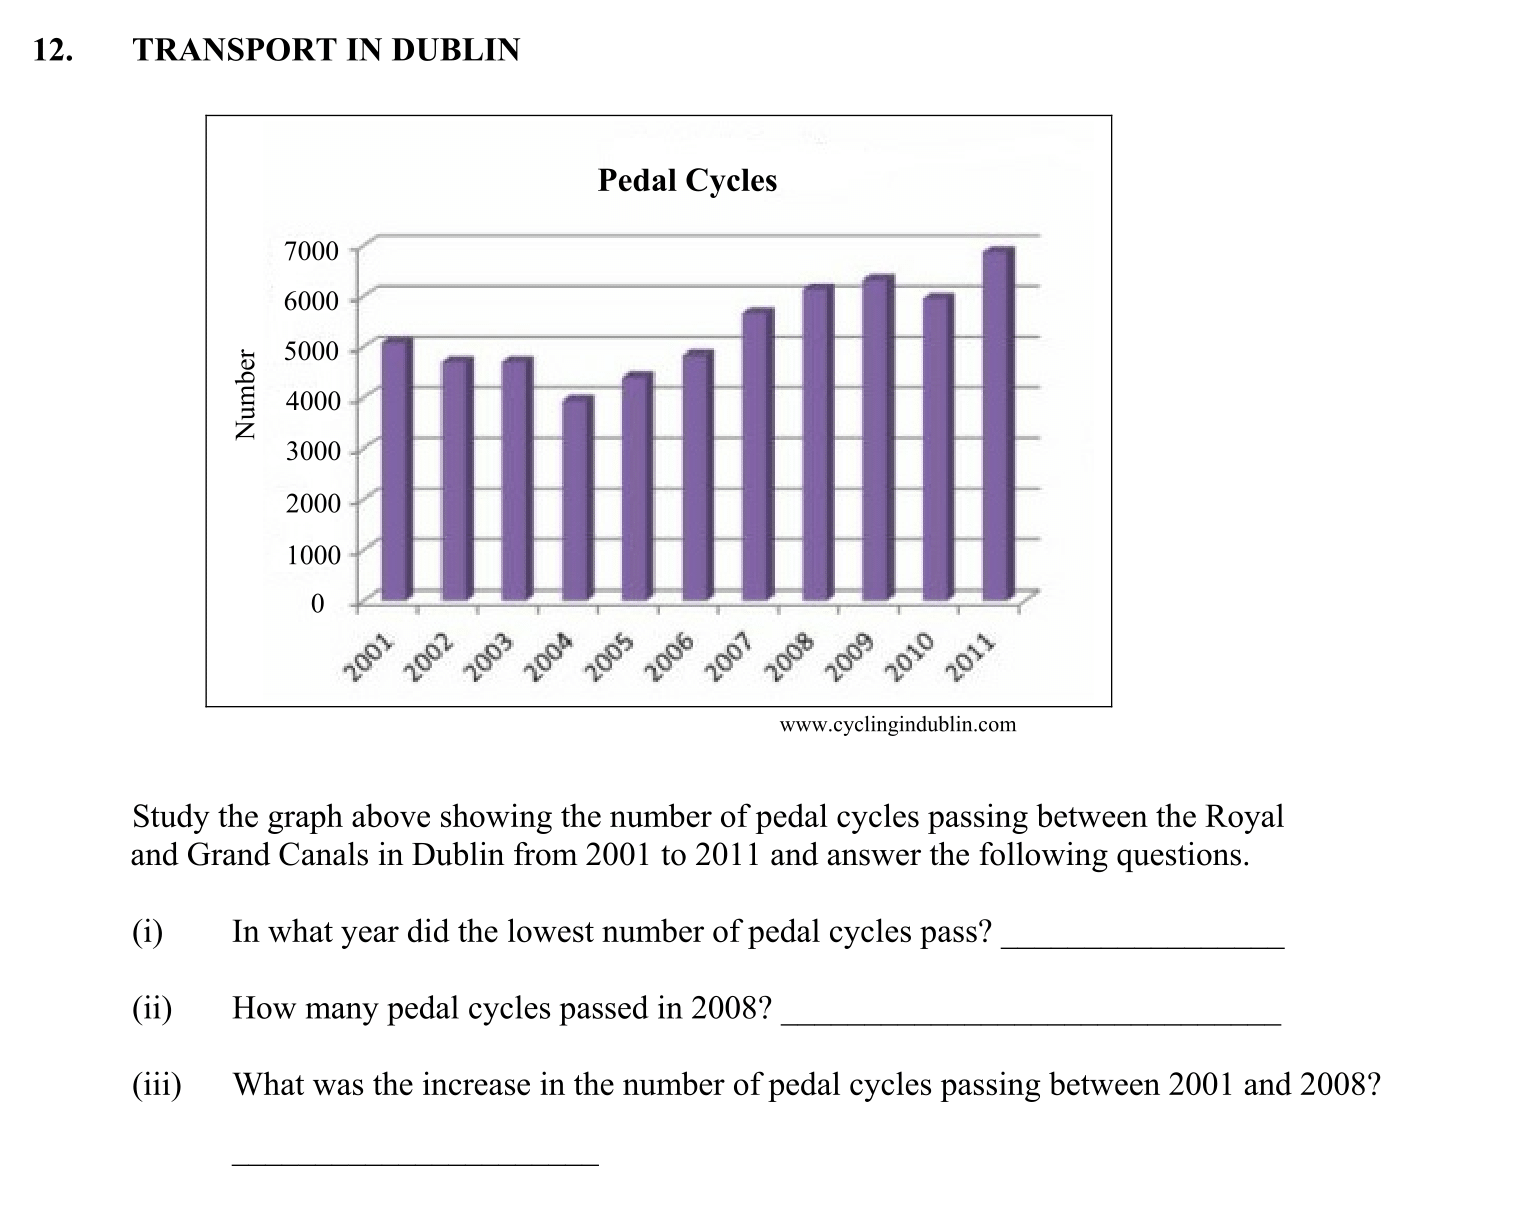 12. TRANSPORT IN DUBLIN
Pedal Cycles
Number
7000
6000
5000
4000
3000
2000
1000
0
2001 2002 2003 2004 2005 2006 2007 2008 2009 2010 2011
www.cyclingindublin.com
Study the graph above showing the number of pedal cycles passing between the Royal
and Grand Canals in Dublin from 2001 to 2011 and answer the following questions.
(i) In what year did the lowest number of pedal cycles pass? _________________
(ii) How many pedal cycles passed in 2008? ______________________________
(iii) What was the increase in the number of pedal cycles passing between 2001 and 2008?
______________________